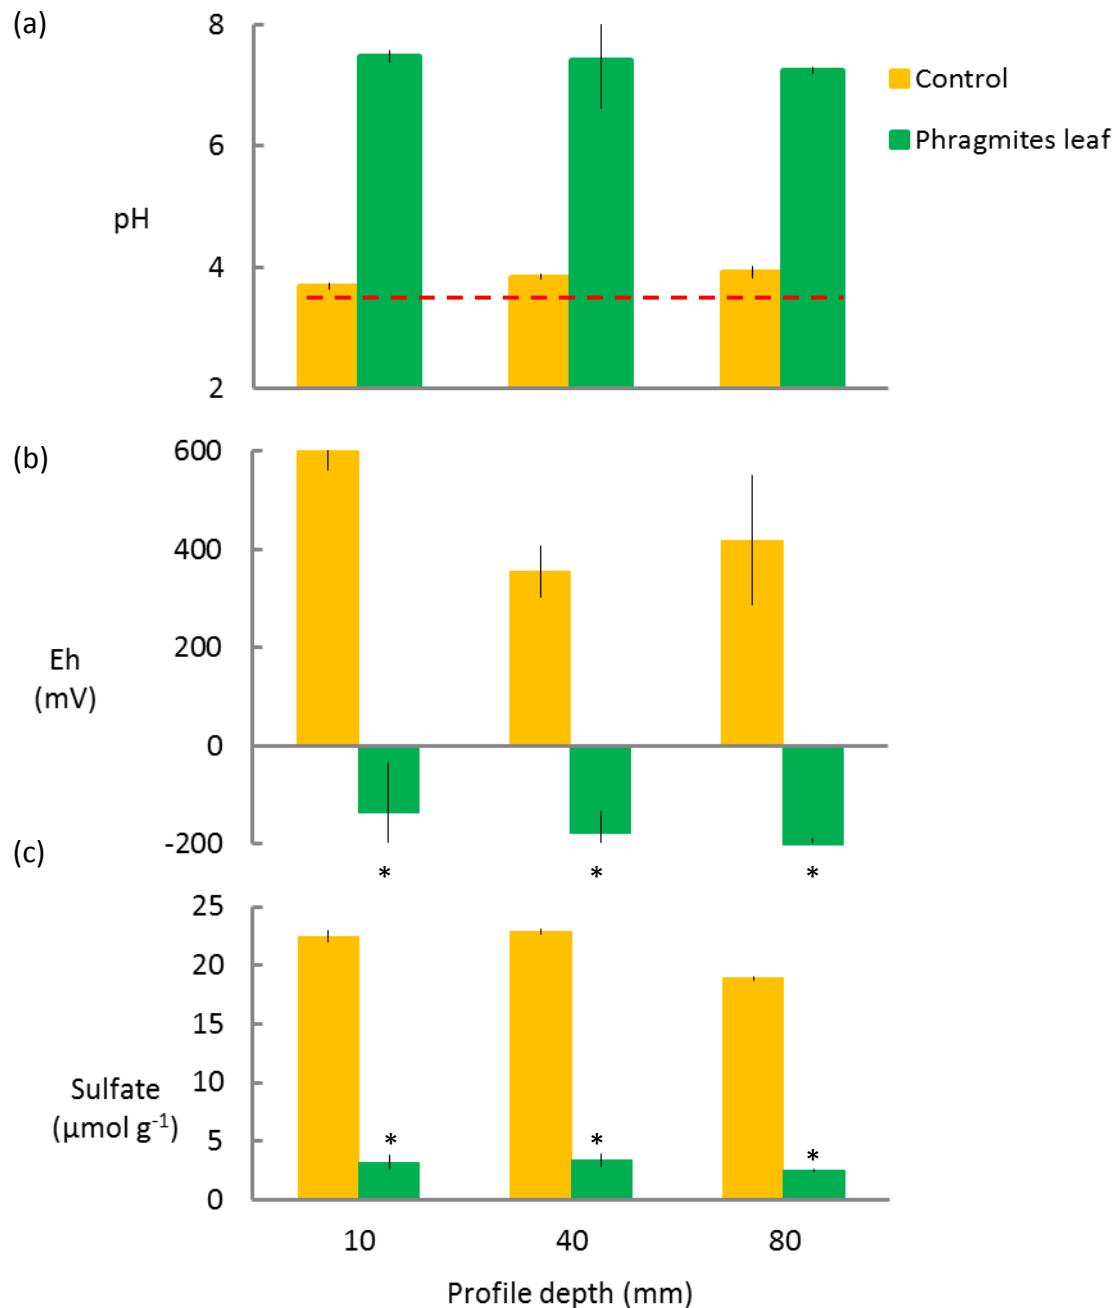 (a)
8
6
4
2
pH
Control
Phragmites leaf
(b)
600
400
200
0
-200
Eh
(mV)
* * *
(c)
25
20
15
10
5
0
Sulfate
(µmol g⁻¹)
* * *
10 40 80
Profile depth (mm)